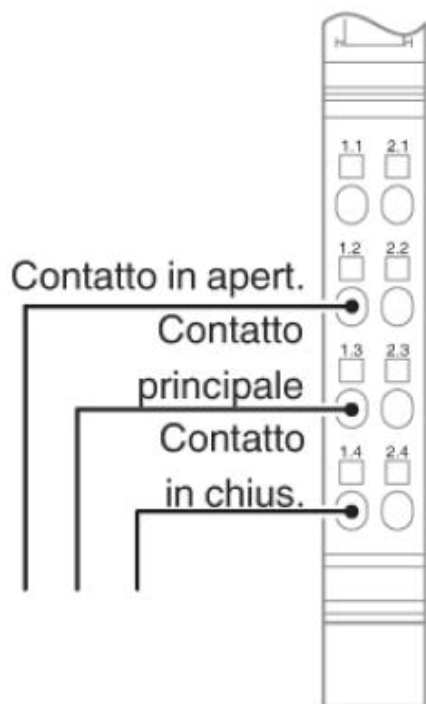 1.1 2.1
1.2 2.2
Contatto in apert.
Contatto
1.3 2.3
principale
Contatto
1.4 2.4
in chius.